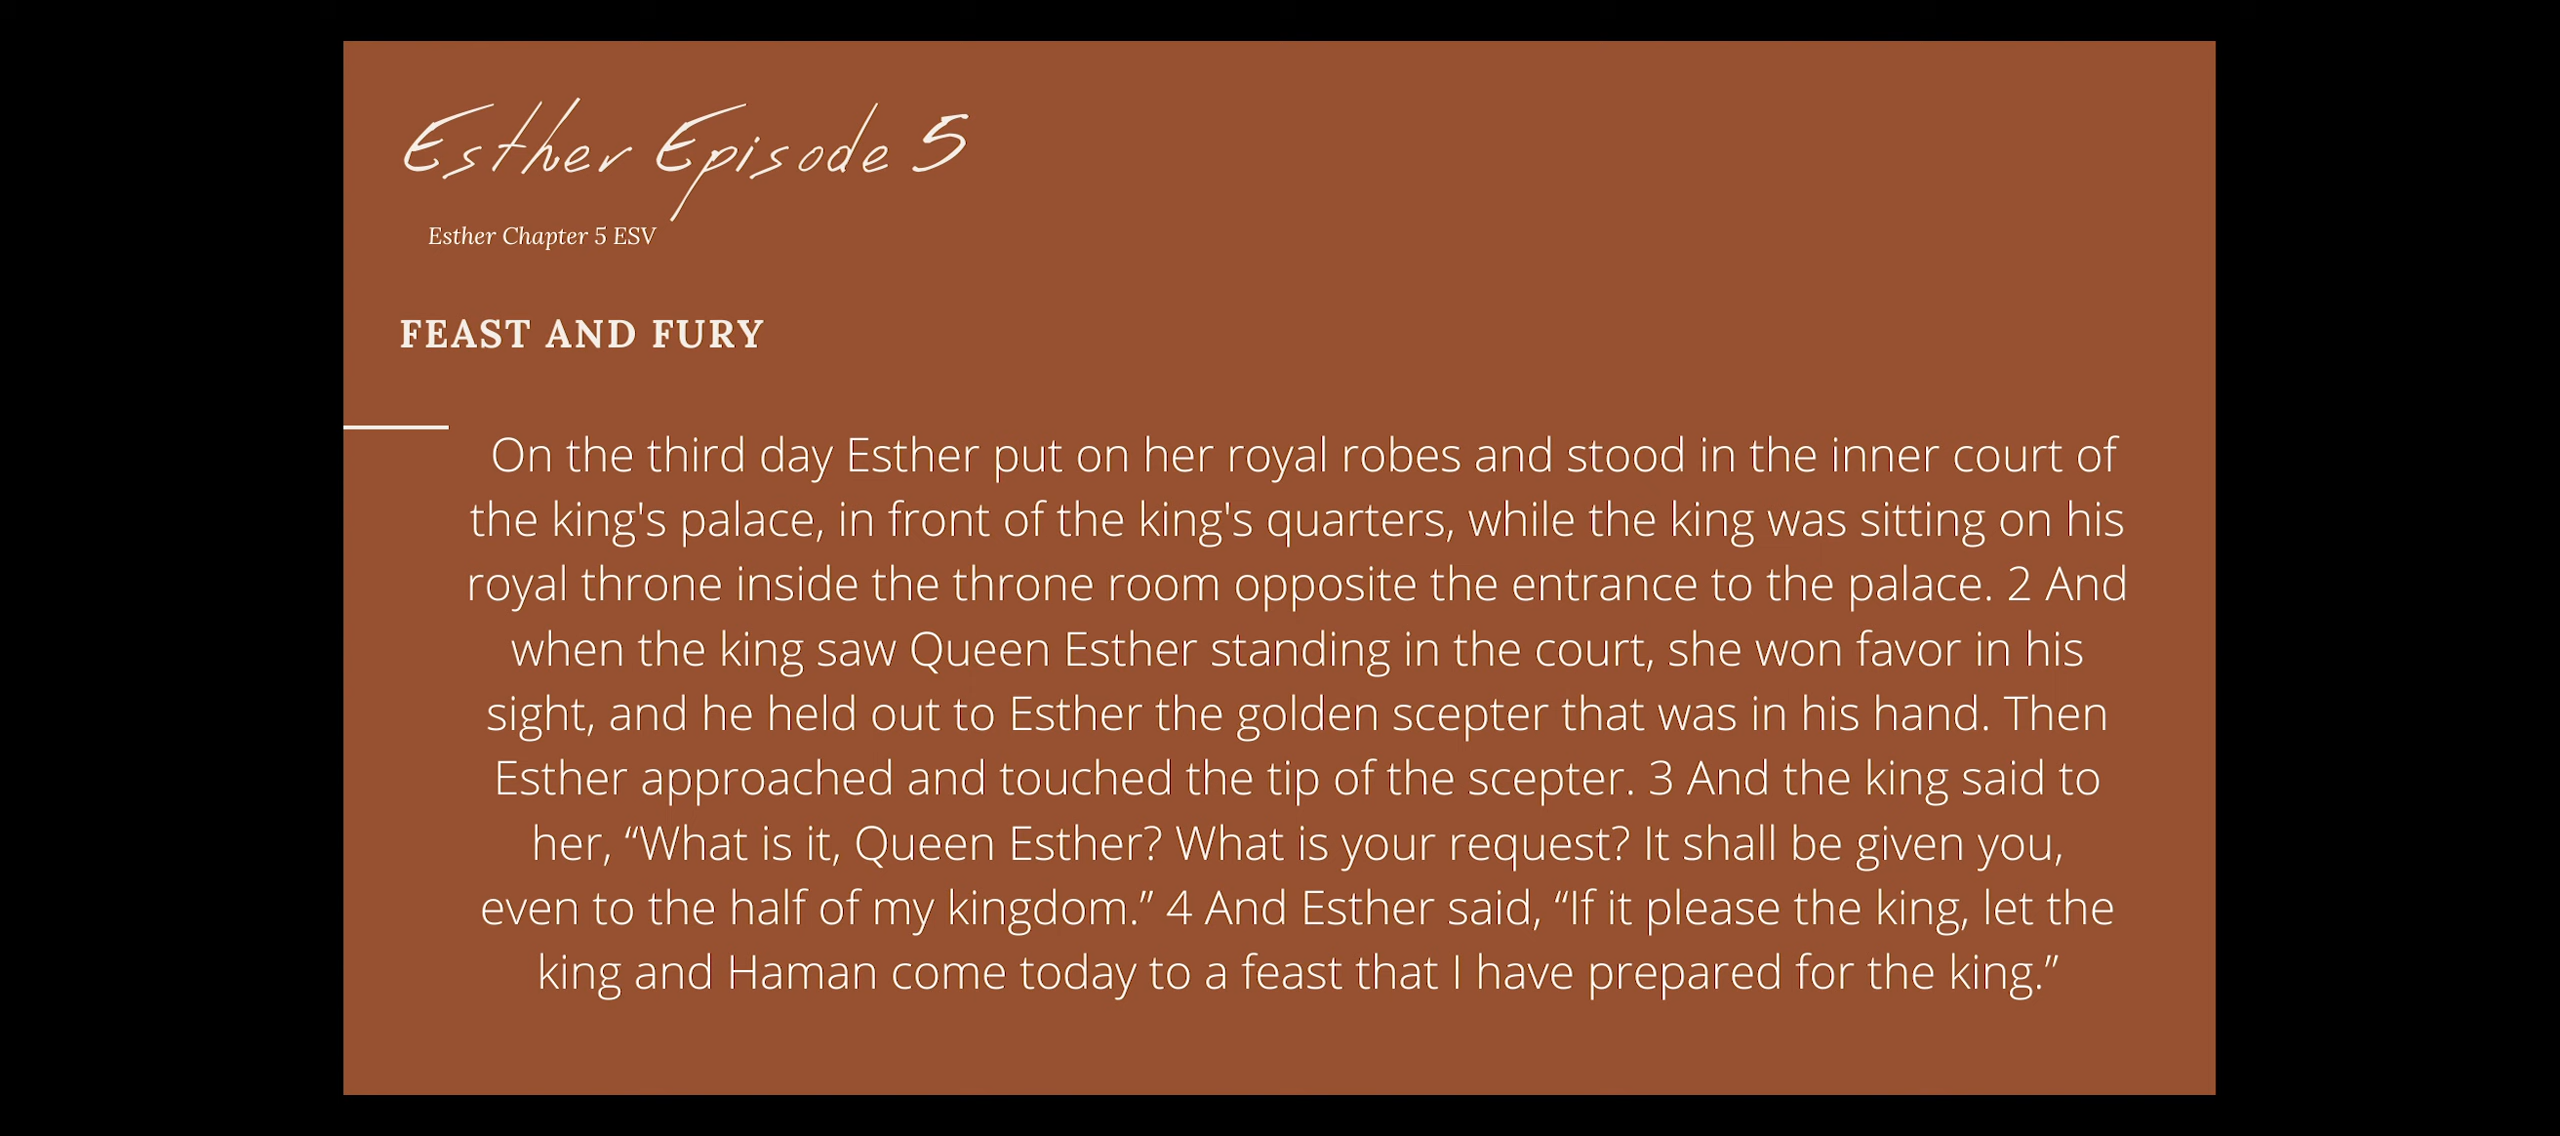 Esther Episode 5
Esther Chapter 5 ESV
FEAST AND FURY
On the third day Esther put on her royal robes and stood in the inner court of
the king's palace, in front of the king's quarters, while the king was sitting on his
royal throne inside the throne room opposite the entrance to the palace. 2 And
when the king saw Queen Esther standing in the court, she won favor in his
sight, and he held out to Esther the golden scepter that was in his hand. Then
Esther approached and touched the tip of the scepter. 3 And the king said to
her, “What is it, Queen Esther? What is your request? It shall be given you,
even to the half of my kingdom.” 4 And Esther said, “If it please the king, let the
king and Haman come today to a feast that I have prepared for the king.”